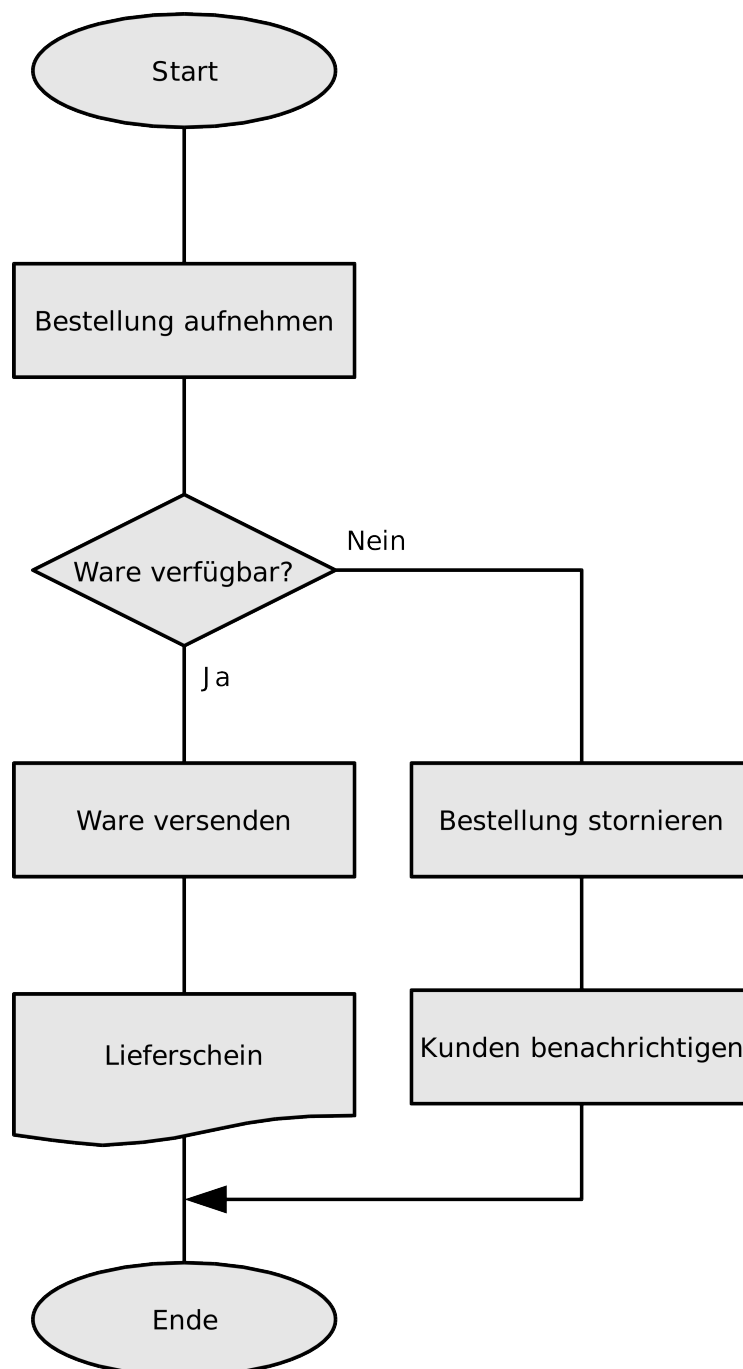 Start
Bestellung aufnehmen
Ware verfügbar?
Nein
Ja
Ware versenden
Bestellung stornieren
Lieferschein
Kunden benachrichtigen
Ende